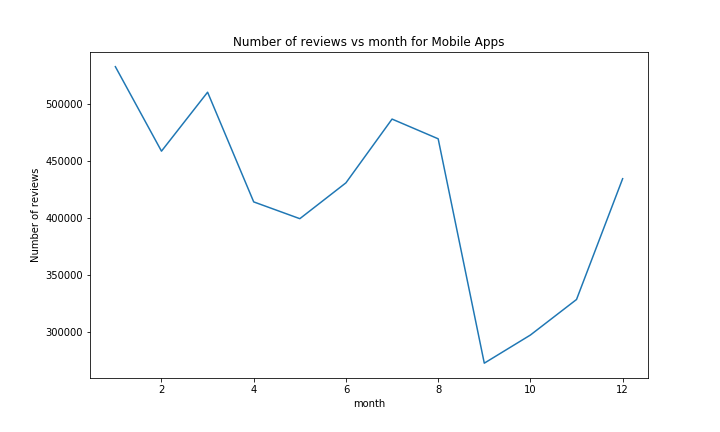 Number of reviews vs month for Mobile Apps
500000
450000
400000
350000
300000
Number of reviews
2 4 6 8 10 12
month